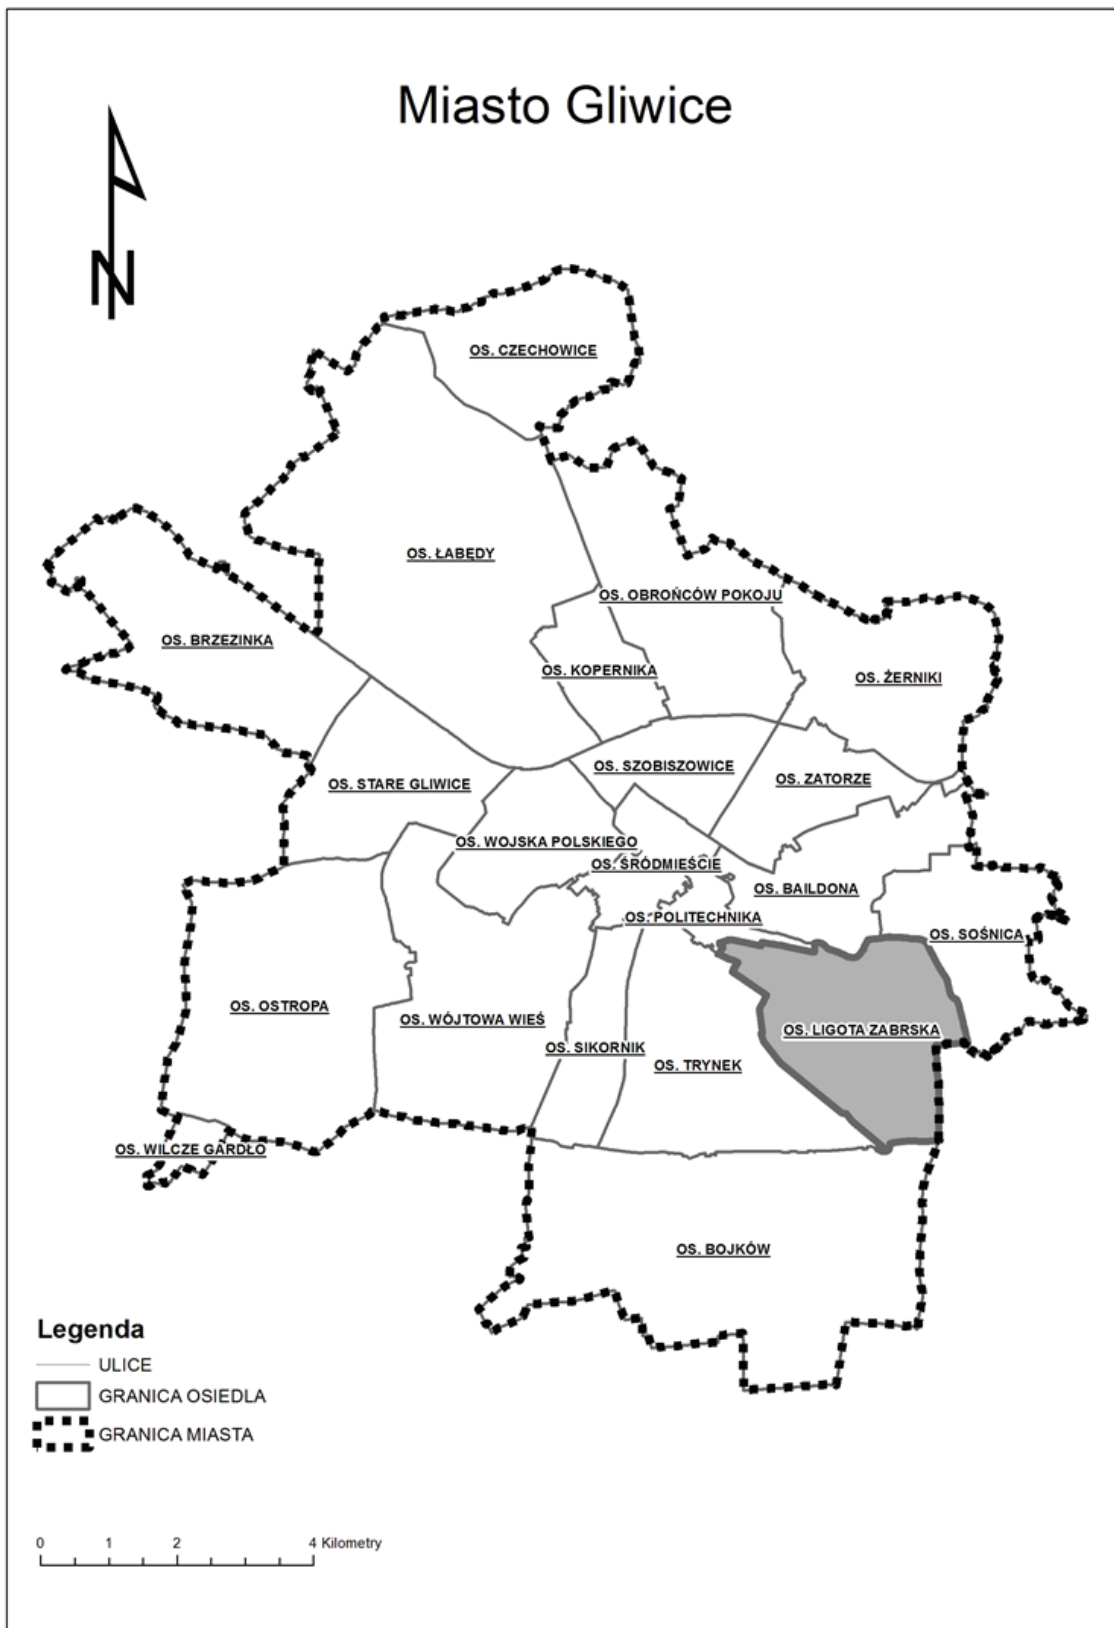 Miasto Gliwice
N
OS. CZECHOWICE
OS. ŁABĘDY
OS. OBROŃCÓW POKOJU
OS. BRZEZINKA
OS. KOPERNIKA
OS. ŻERNIKI
OS. SZOBISZOWICE
OS. ZATORZE
OS. STARE GLIWICE
OS. WOJSKA POLSKIEGO
OS. ŚRÓDMIEŚCIE
OS. BAILDONA
OS. POLITECHNIKA
OS. SOŚNICA
OS. OSTROPA
OS. WÓJTOWA WIEŚ
OS. LIGOTA ZABRSKA
OS. SIKORNIK
OS. TRYNEK
OS. WILCZE GARDŁO
OS. BOJKÓW
Legenda
ULICE
GRANICA OSIEDLA
GRANICA MIASTA
0 1 2 4 Kilometry